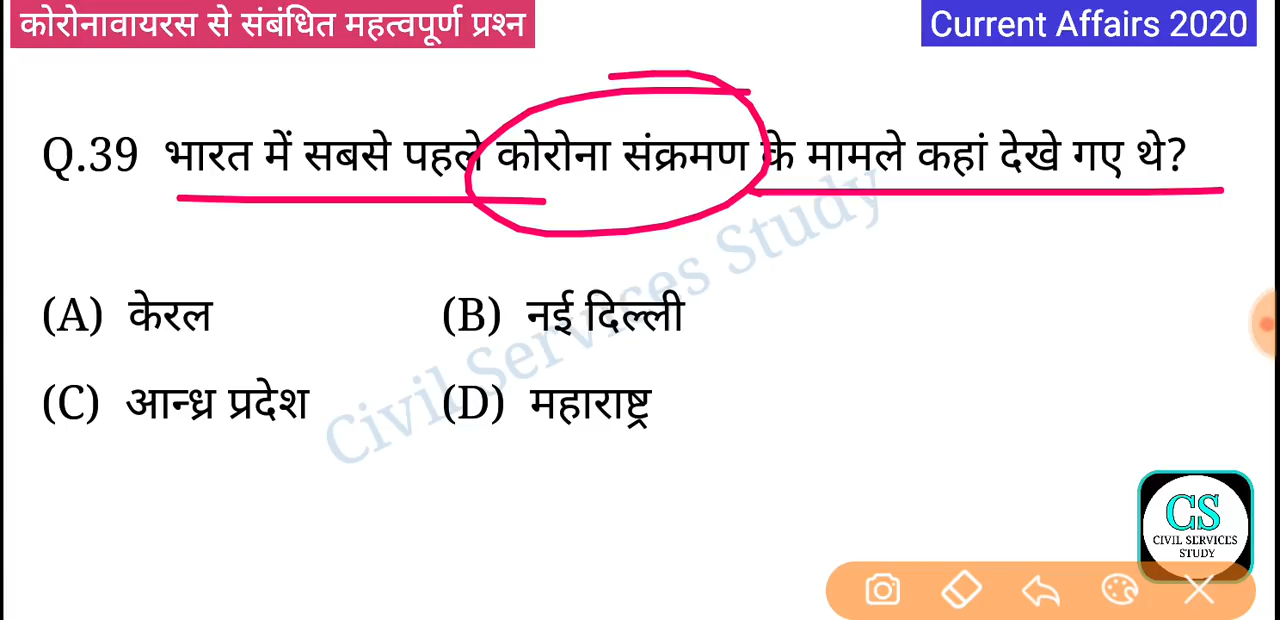 कोरोनावायरस से संबंधित महत्वपूर्ण प्रश्न
Current Affairs 2020
Q.39 भारत में सबसे पहले कोरोना संक्रमण के मामले कहां देखे गए थे?
(A) केरल
(B) नई दिल्ली
(C) आन्ध्र प्रदेश
(D) महाराष्ट्र
Civil Services Study
CS
CIVIL SERVICES
STUDY